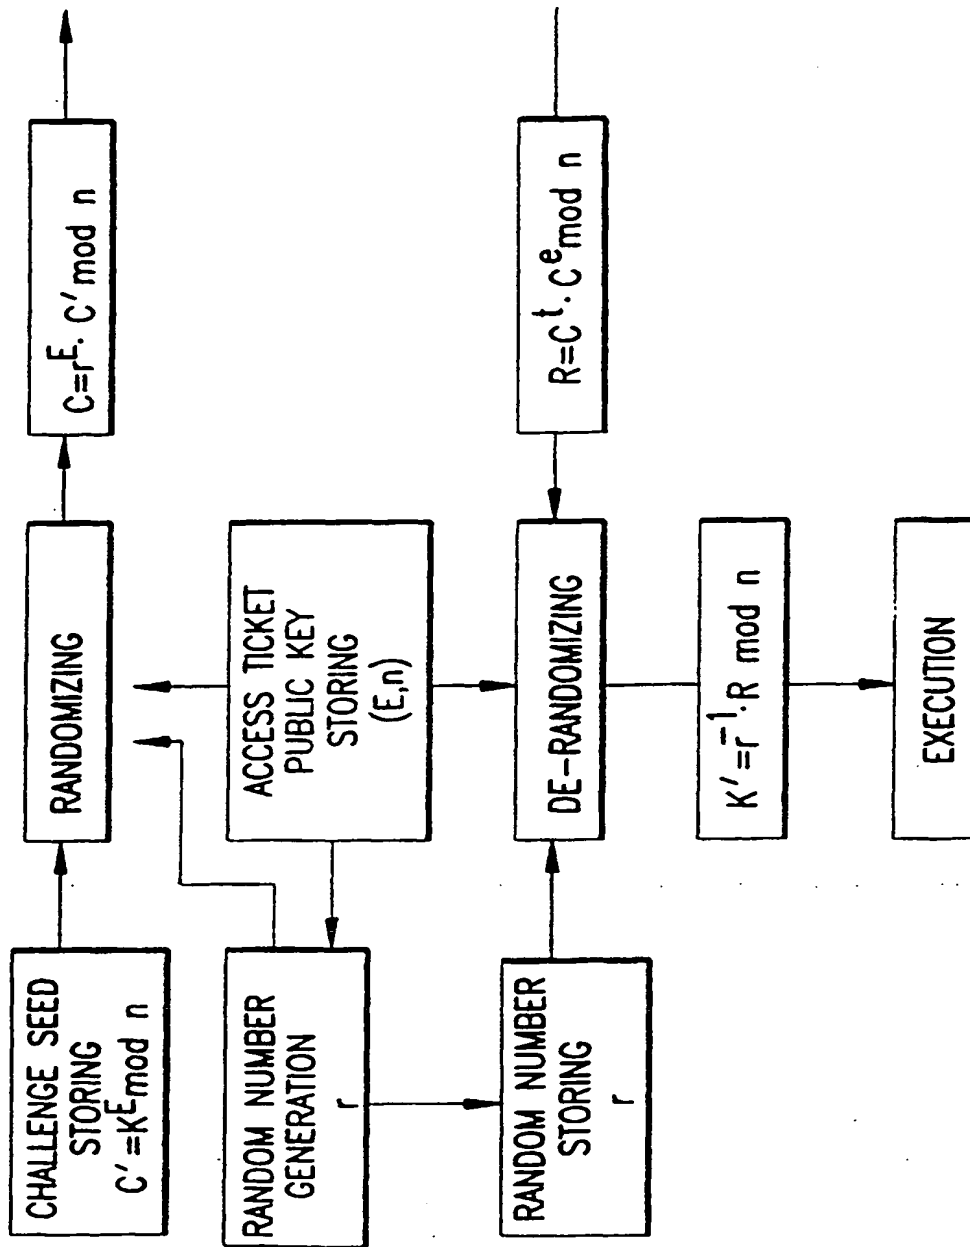 CHALLENGE SEED
STORING
C′=K^E mod n
RANDOMIZING
C=r^E· C′ mod n
RANDOM NUMBER
GENERATION
r
ACCESS TICKET
PUBLIC KEY
STORING
(E,n)
RANDOM NUMBER
STORING
r
DE-RANDOMIZING
R=C^t· C^e mod n
K′=r^-1·R mod n
EXECUTION